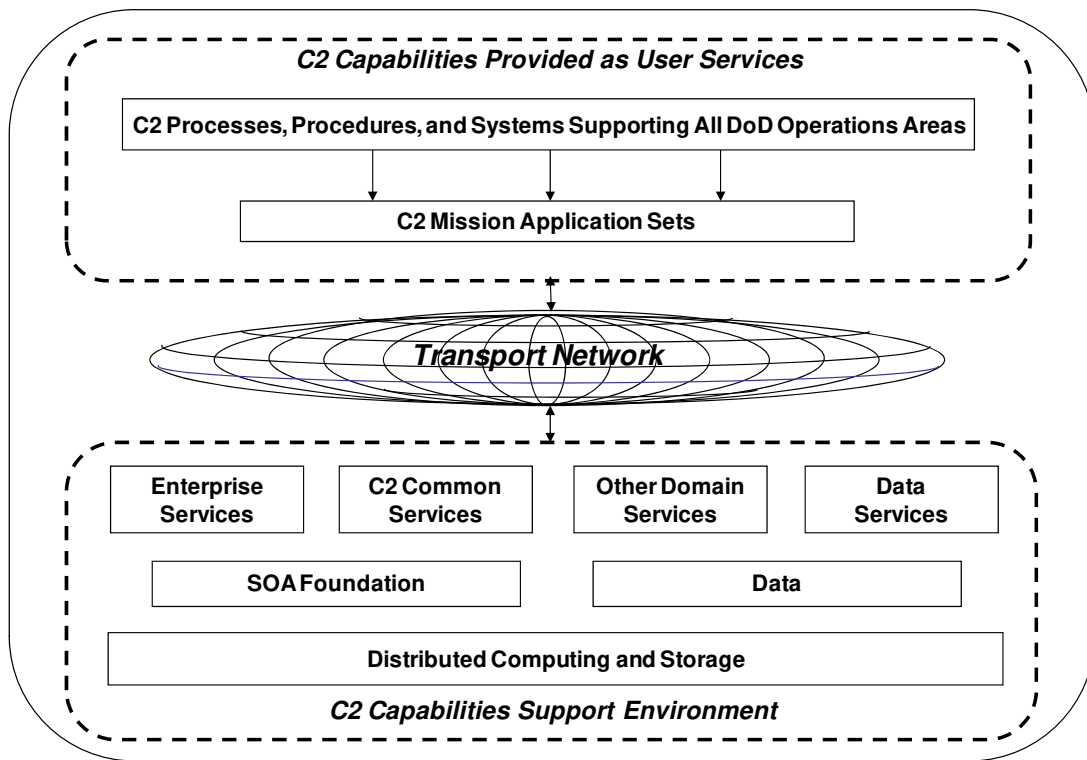 C2 Capabilities Provided as User Services
C2 Processes, Procedures, and Systems Supporting All DoD Operations Areas
C2 Mission Application Sets
Transport Network
Enterprise
Services
C2 Common
Services
Other Domain
Services
Data
Services
SOA Foundation
Data
Distributed Computing and Storage
C2 Capabilities Support Environment